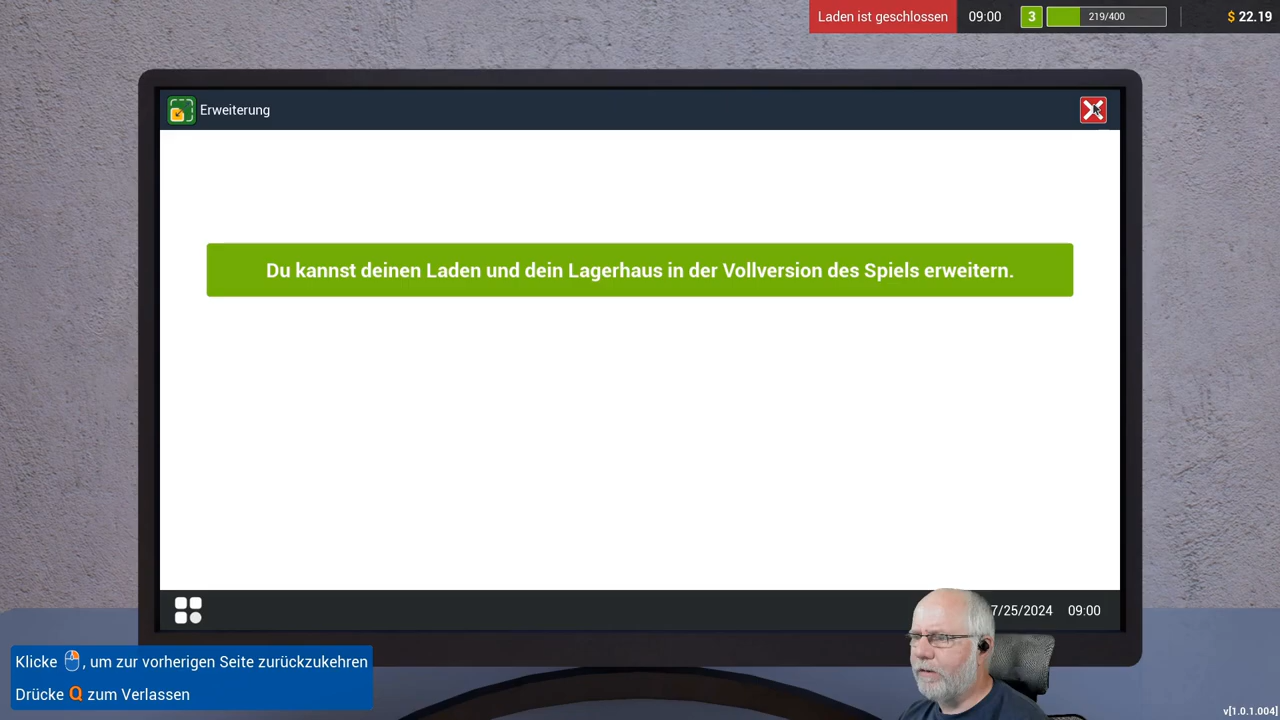 Laden ist geschlossen 09:00 3 219/400 $ 22.19
Erweiterung
Du kannst deinen Laden und dein Lagerhaus in der Vollversion des Spiels erweitern.
7/25/2024 09:00
Klicke , um zur vorherigen Seite zurückzukehren
Drücke Q zum Verlassen
v[1.0.1.004]